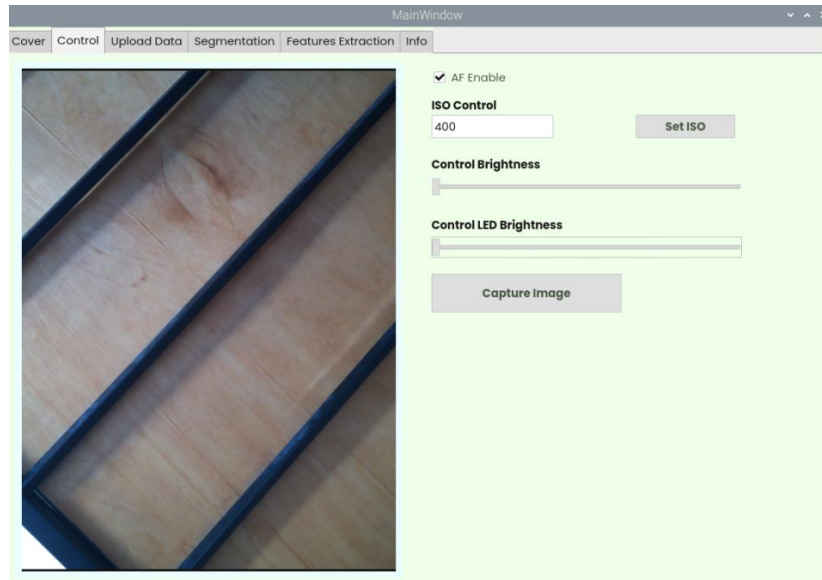 MainWindow
Cover Control Upload Data Segmentation Features Extraction Info
AF Enable
ISO Control
400 Set ISO
Control Brightness
Control LED Brightness
Capture Image